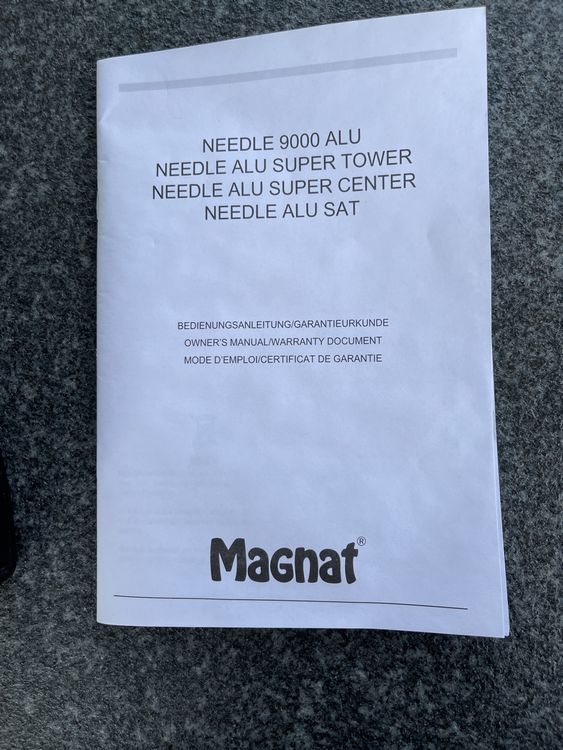 NEEDLE 9000 ALU
NEEDLE ALU SUPER TOWER
NEEDLE ALU SUPER CENTER
NEEDLE ALU SAT
BEDIENUNGSANLEITUNG/GARANTIEURKUNDE
OWNER'S MANUAL/WARRANTY DOCUMENT
MODE D'EMPLOI/CERTIFICAT DE GARANTIE
Magnat®